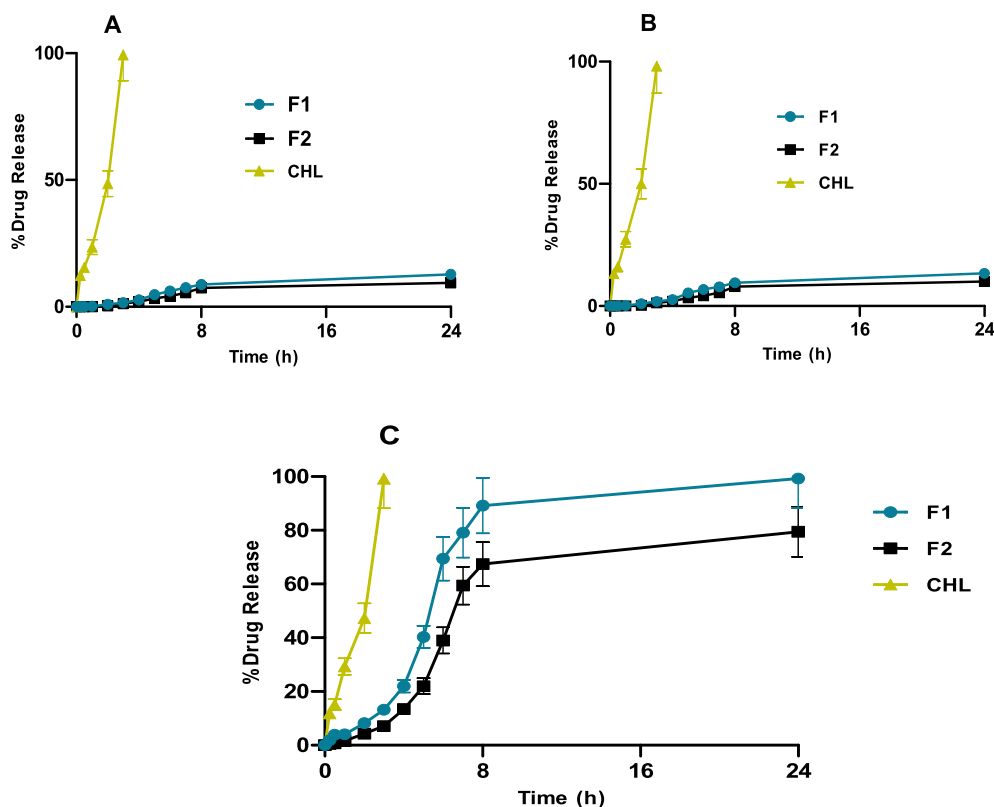 A
%Drug Release
100
50
0
0
8
16
24
Time (h)
F1
F2
CHL
B
%Drug Release
100
50
0
0
8
16
24
Time (h)
F1
F2
CHL
C
%Drug Release
100
80
60
40
20
0
0
8
16
24
Time (h)
F1
F2
CHL